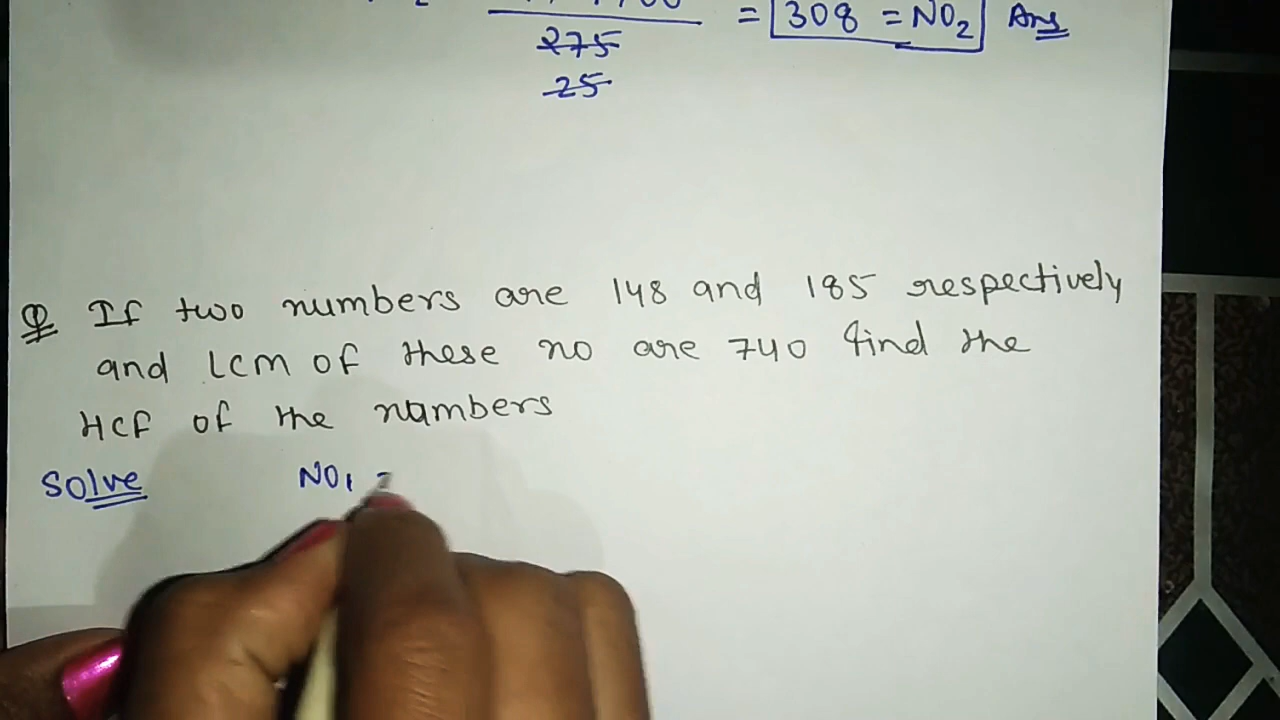 = 308 = NO2 Ans
275
25
Q If two numbers are 148 and 185 respectively
and LCM of these no are 740 find the
HCF of the numbers
Solve NO1 =